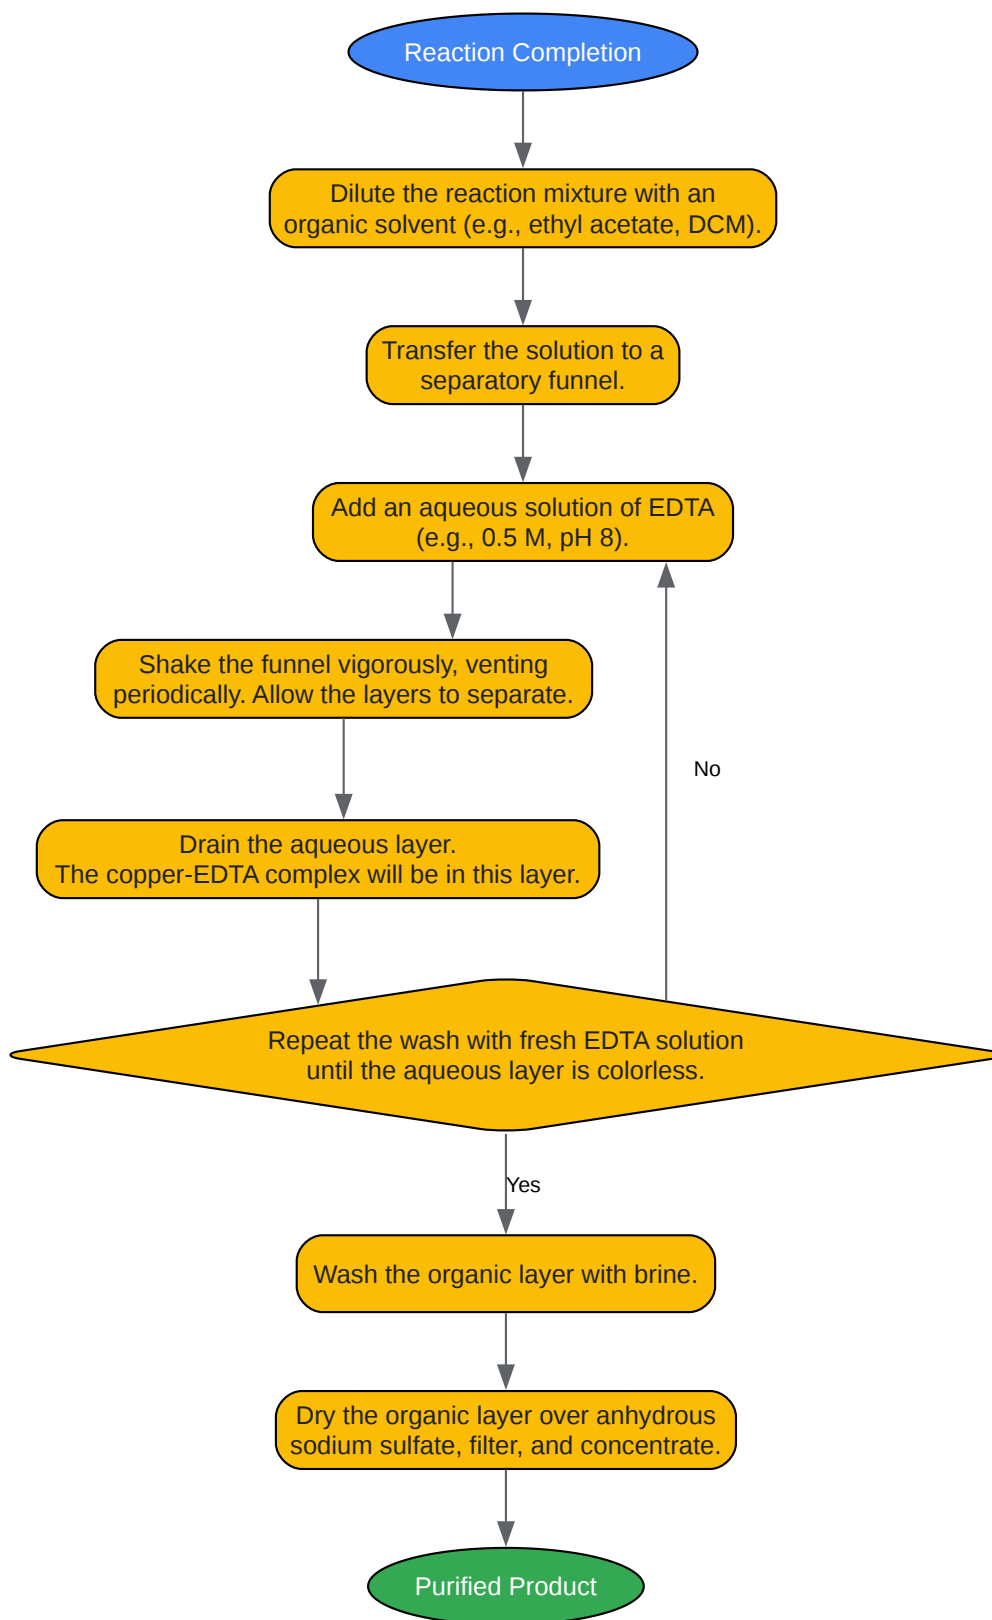 Reaction Completion
Dilute the reaction mixture with an
organic solvent (e.g., ethyl acetate, DCM).
Transfer the solution to a
separatory funnel.
Add an aqueous solution of EDTA
(e.g., 0.5 M, pH 8).
Shake the funnel vigorously, venting
periodically. Allow the layers to separate.
No
Drain the aqueous layer.
The copper-EDTA complex will be in this layer.
Repeat the wash with fresh EDTA solution
until the aqueous layer is colorless.
Yes
Wash the organic layer with brine.
Dry the organic layer over anhydrous
sodium sulfate, filter, and concentrate.
Purified Product